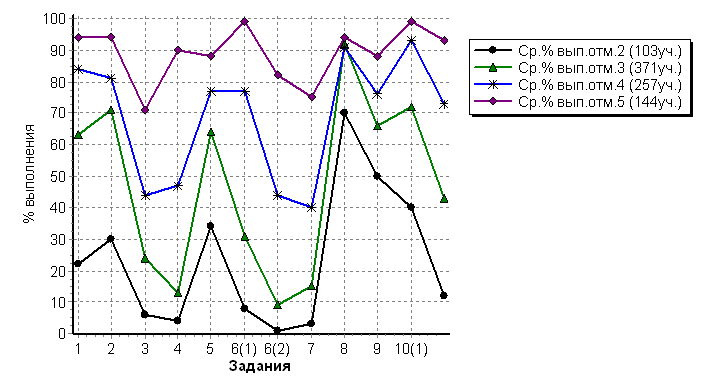 100
90
80
70
60
50
40
30
20
10
0
% выполнения
1 2 3 4 5 6(1) 6(2) 7 8 9 10(1)
Задания
Ср.% вып.отм.2 (103уч.)
Ср.% вып.отм.3 (371уч.)
Ср.% вып.отм.4 (257уч.)
Ср.% вып.отм.5 (144уч.)